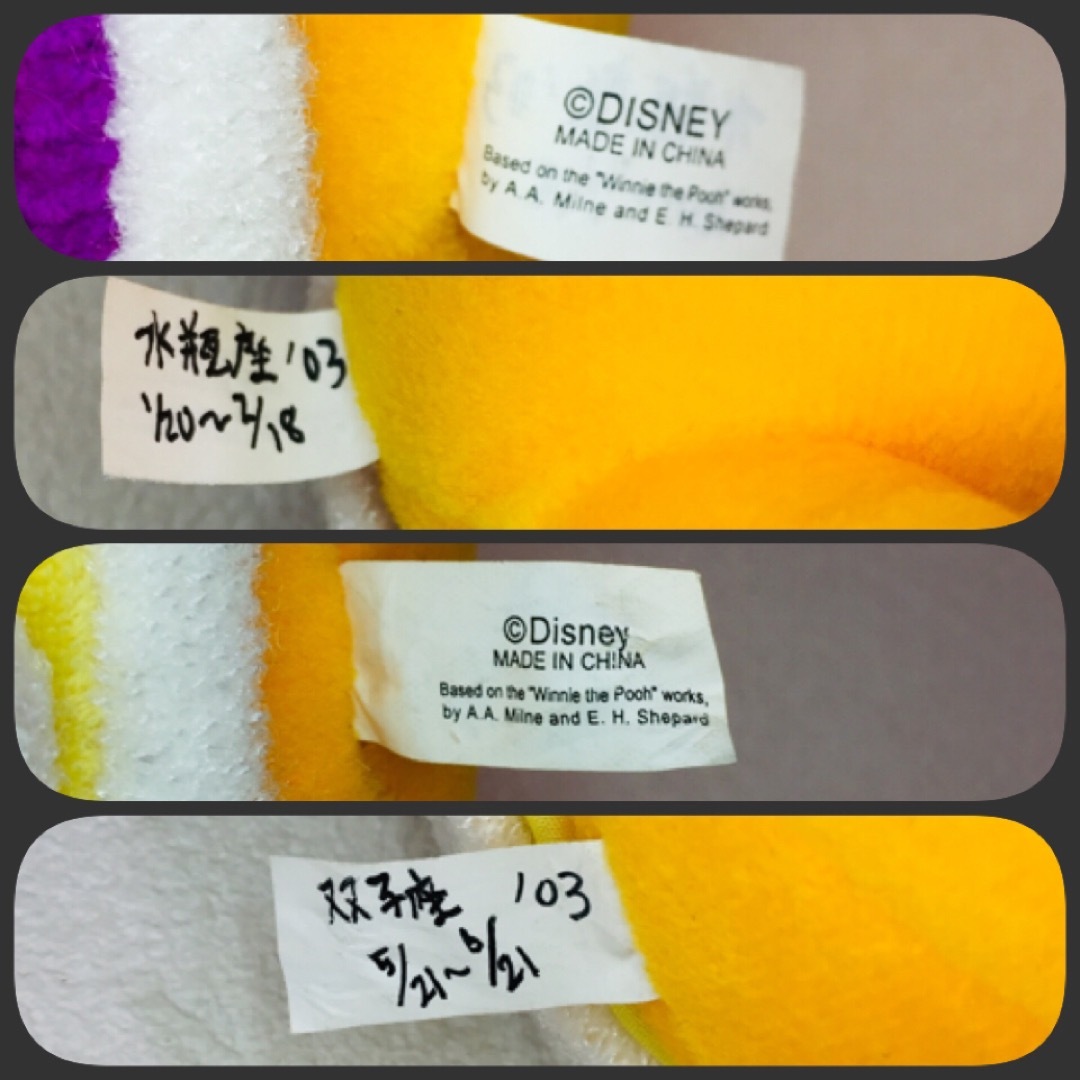 ©DISNEY
MADE IN CHINA
Based on the "Winnie the Pooh" works,
by A.A. Milne and E. H. Shepard
水瓶座 '03
1/20~2/18
©Disney
MADE IN CHINA
Based on the "Winnie the Pooh" works,
by A.A. Milne and E. H. Shepard
双子座 '03
5/21~6/21